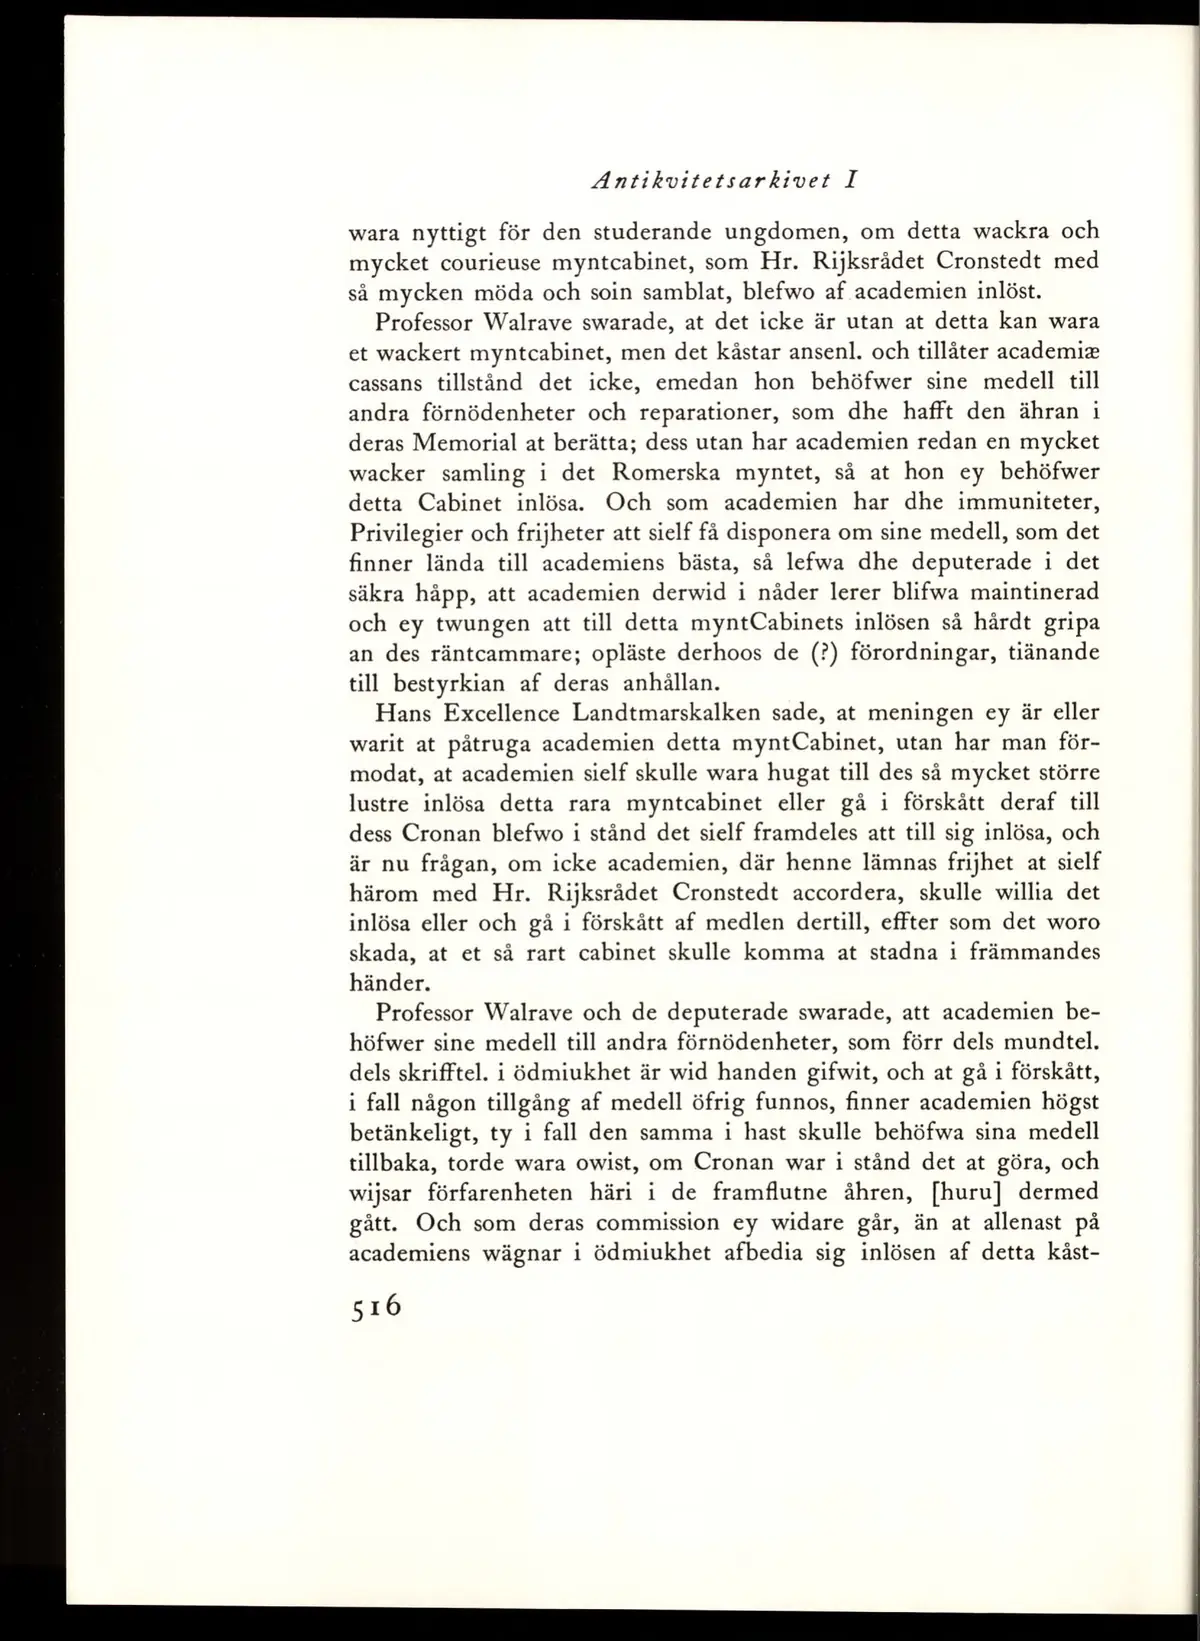 Antikvitetsarkivet I
wara nyttigt för den studerande ungdomen, om detta wackra och
mycket courieuse myntcabinet, som Hr. Rijksrådet Cronstedt med
så mycken möda och soin samblat, blefwo af academien inlöst.
Professor Walrave swarade, at det icke är utan at detta kan wara
et wackert myntcabinet, men det kåstar ansenl. och tillåter academiæ
cassans tillstånd det icke, emedan hon behöfwer sine medell till
andra förnödenheter och reparationer, som dhe hafft den ähran i
deras Memorial at berätta; dess utan har academien redan en mycket
wacker samling i det Romerska myntet, så at hon ey behöfwer
detta Cabinet inlösa. Och som academien har dhe immuniteter,
Privilegier och frijheter att sielf få disponera om sine medell, som det
finner lända till academiens bästa, så lefwa dhe deputerade i det
säkra håpp, att academien derwid i nåder lerer blifwa maintinerad
och ey twungen att till detta myntCabinets inlösen så hårdt gripa
an des räntcammare; opläste derhoos de (?) förordningar, tiänande
till bestyrkian af deras anhållan.
Hans Excellence Landtmarskalken sade, at meningen ey är eller
warit at påtruga academien detta myntCabinet, utan har man för-
modat, at academien sielf skulle wara hugat till des så mycket större
lustre inlösa detta rara myntcabinet eller gå i förskått deraf till
dess Cronan blefwo i stånd det sielf framdeles att till sig inlösa, och
är nu frågan, om icke academien, där henne lämnas frijhet at sielf
härom med Hr. Rijksrådet Cronstedt accordera, skulle willia det
inlösa eller och gå i förskått af medlen dertill, effter som det woro
skada, at et så rart cabinet skulle komma at stadna i främmandes
händer.
Professor Walrave och de deputerade swarade, att academien be-
höfwer sine medell till andra förnödenheter, som förr dels mundtel.
dels skrifftel. i ödmiukhet är wid handen gifwit, och at gå i förskått,
i fall någon tillgång af medell öfrig funnos, finner academien högst
betänkeligt, ty i fall den samma i hast skulle behöfwa sina medell
tillbaka, torde wara owist, om Cronan war i stånd det at göra, och
wijsar förfarenheten häri i de framflutne åhren, [huru] dermed
gått. Och som deras commission ey widare går, än at allenast på
academiens wägnar i ödmiukhet afbedia sig inlösen af detta kåst-
516